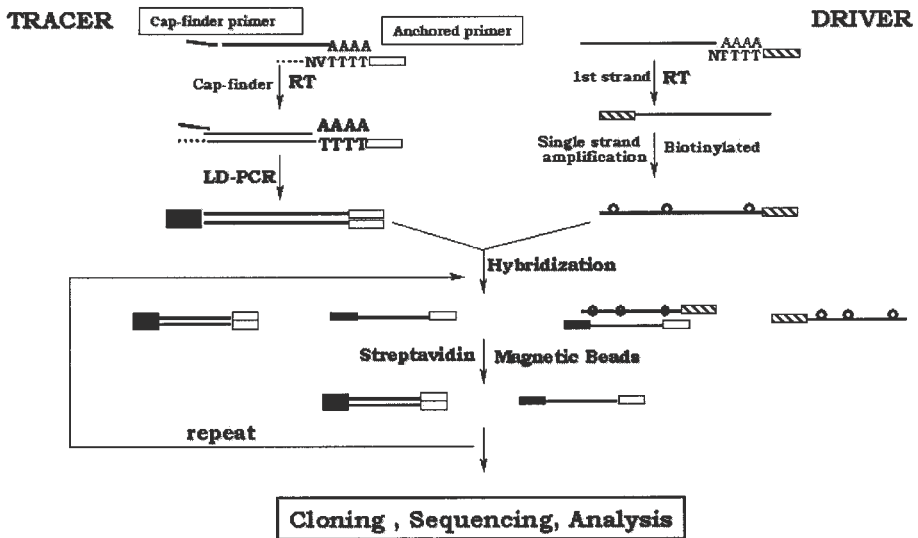 TRACER
Cap-finder primer
Anchored primer
DRIVER
AAAA
NVTTTT
AAAA
NTTTT
Cap-finder
RT
1st strand
RT
AAAA
TTTT
Single strand
amplification
Biotinylated
LD-PCR
Hybridization
Streptavidin
Magnetic Beads
repeat
Cloning , Sequencing, Analysis